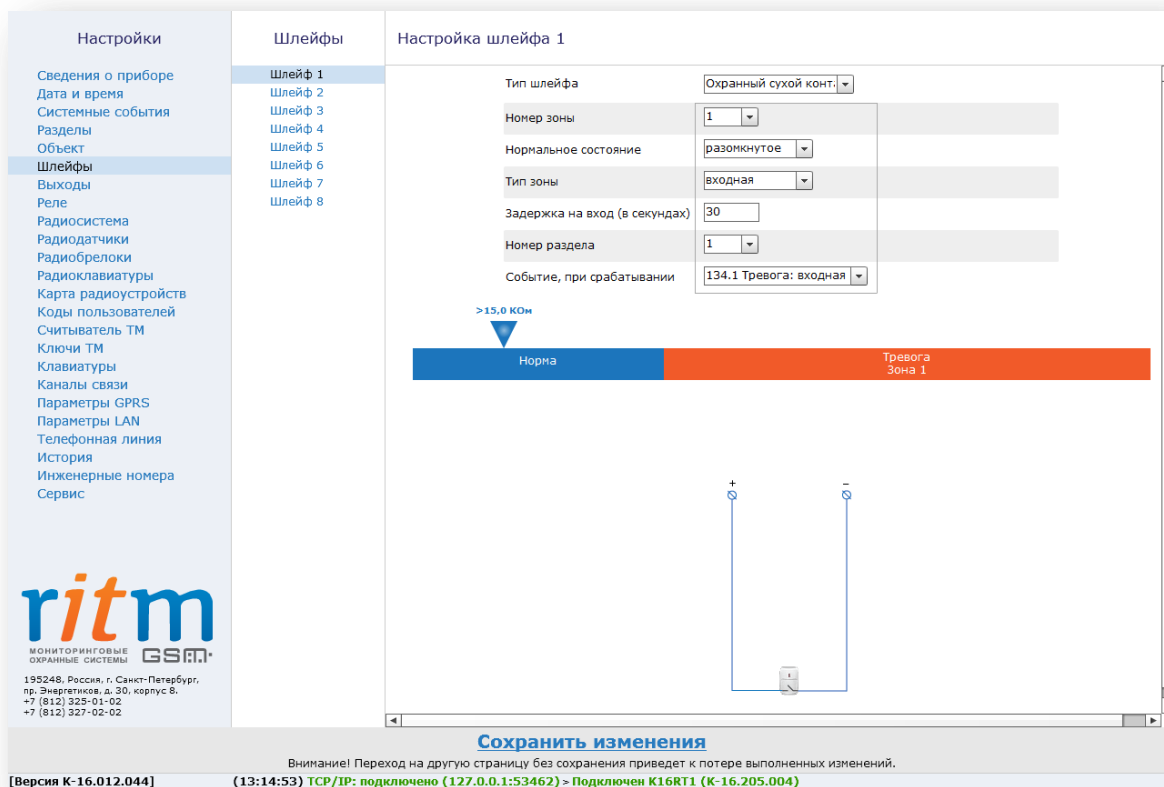 Настройки
Шлейфы
Настройка шлейфа 1
Сведения о приборе
Дата и время
Системные события
Разделы
Объект
Шлейфы
Выходы
Реле
Радиосистема
Радиодатчики
Радиобрелоки
Радиоклавиатуры
Карта радиоустройств
Коды пользователей
Считыватель ТМ
Ключи ТМ
Клавиатуры
Каналы связи
Параметры GPRS
Параметры LAN
Телефонная линия
История
Инженерные номера
Сервис
Шлейф 1
Шлейф 2
Шлейф 3
Шлейф 4
Шлейф 5
Шлейф 6
Шлейф 7
Шлейф 8
Тип шлейфа Охранный сухой конт.
Номер зоны 1
Нормальное состояние разомкнутое
Тип зоны входная
Задержка на вход (в секундах) 30
Номер раздела 1
Событие, при срабатывании 134.1 Тревога: входная
>15,0 КОм
Норма
Тревога
Зона 1
+ −
ritm
МОНИТОРИНГОВЫЕ
ОХРАННЫЕ СИСТЕМЫ
GSM
195248, Россия, г. Санкт-Петербург,
пр. Энергетиков, д. 30, корпус 8.
+7 (812) 325-01-02
+7 (812) 327-02-02
Сохранить изменения
Внимание! Переход на другую страницу без сохранения приведет к потере выполненных изменений.
[Версия К-16.012.044] (13:14:53) TCP/IP: подключено (127.0.0.1:53462) > Подключен K16RT1 (K-16.205.004)